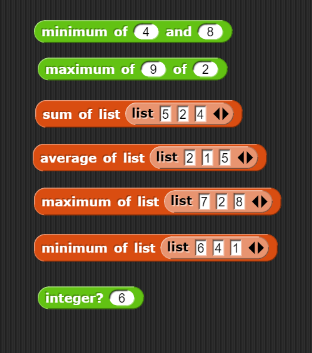 minimum of 4 and 8
maximum of 9 of 2
sum of list list 5 2 4
average of list list 2 1 5
maximum of list list 7 2 8
minimum of list list 6 4 1
integer? 6